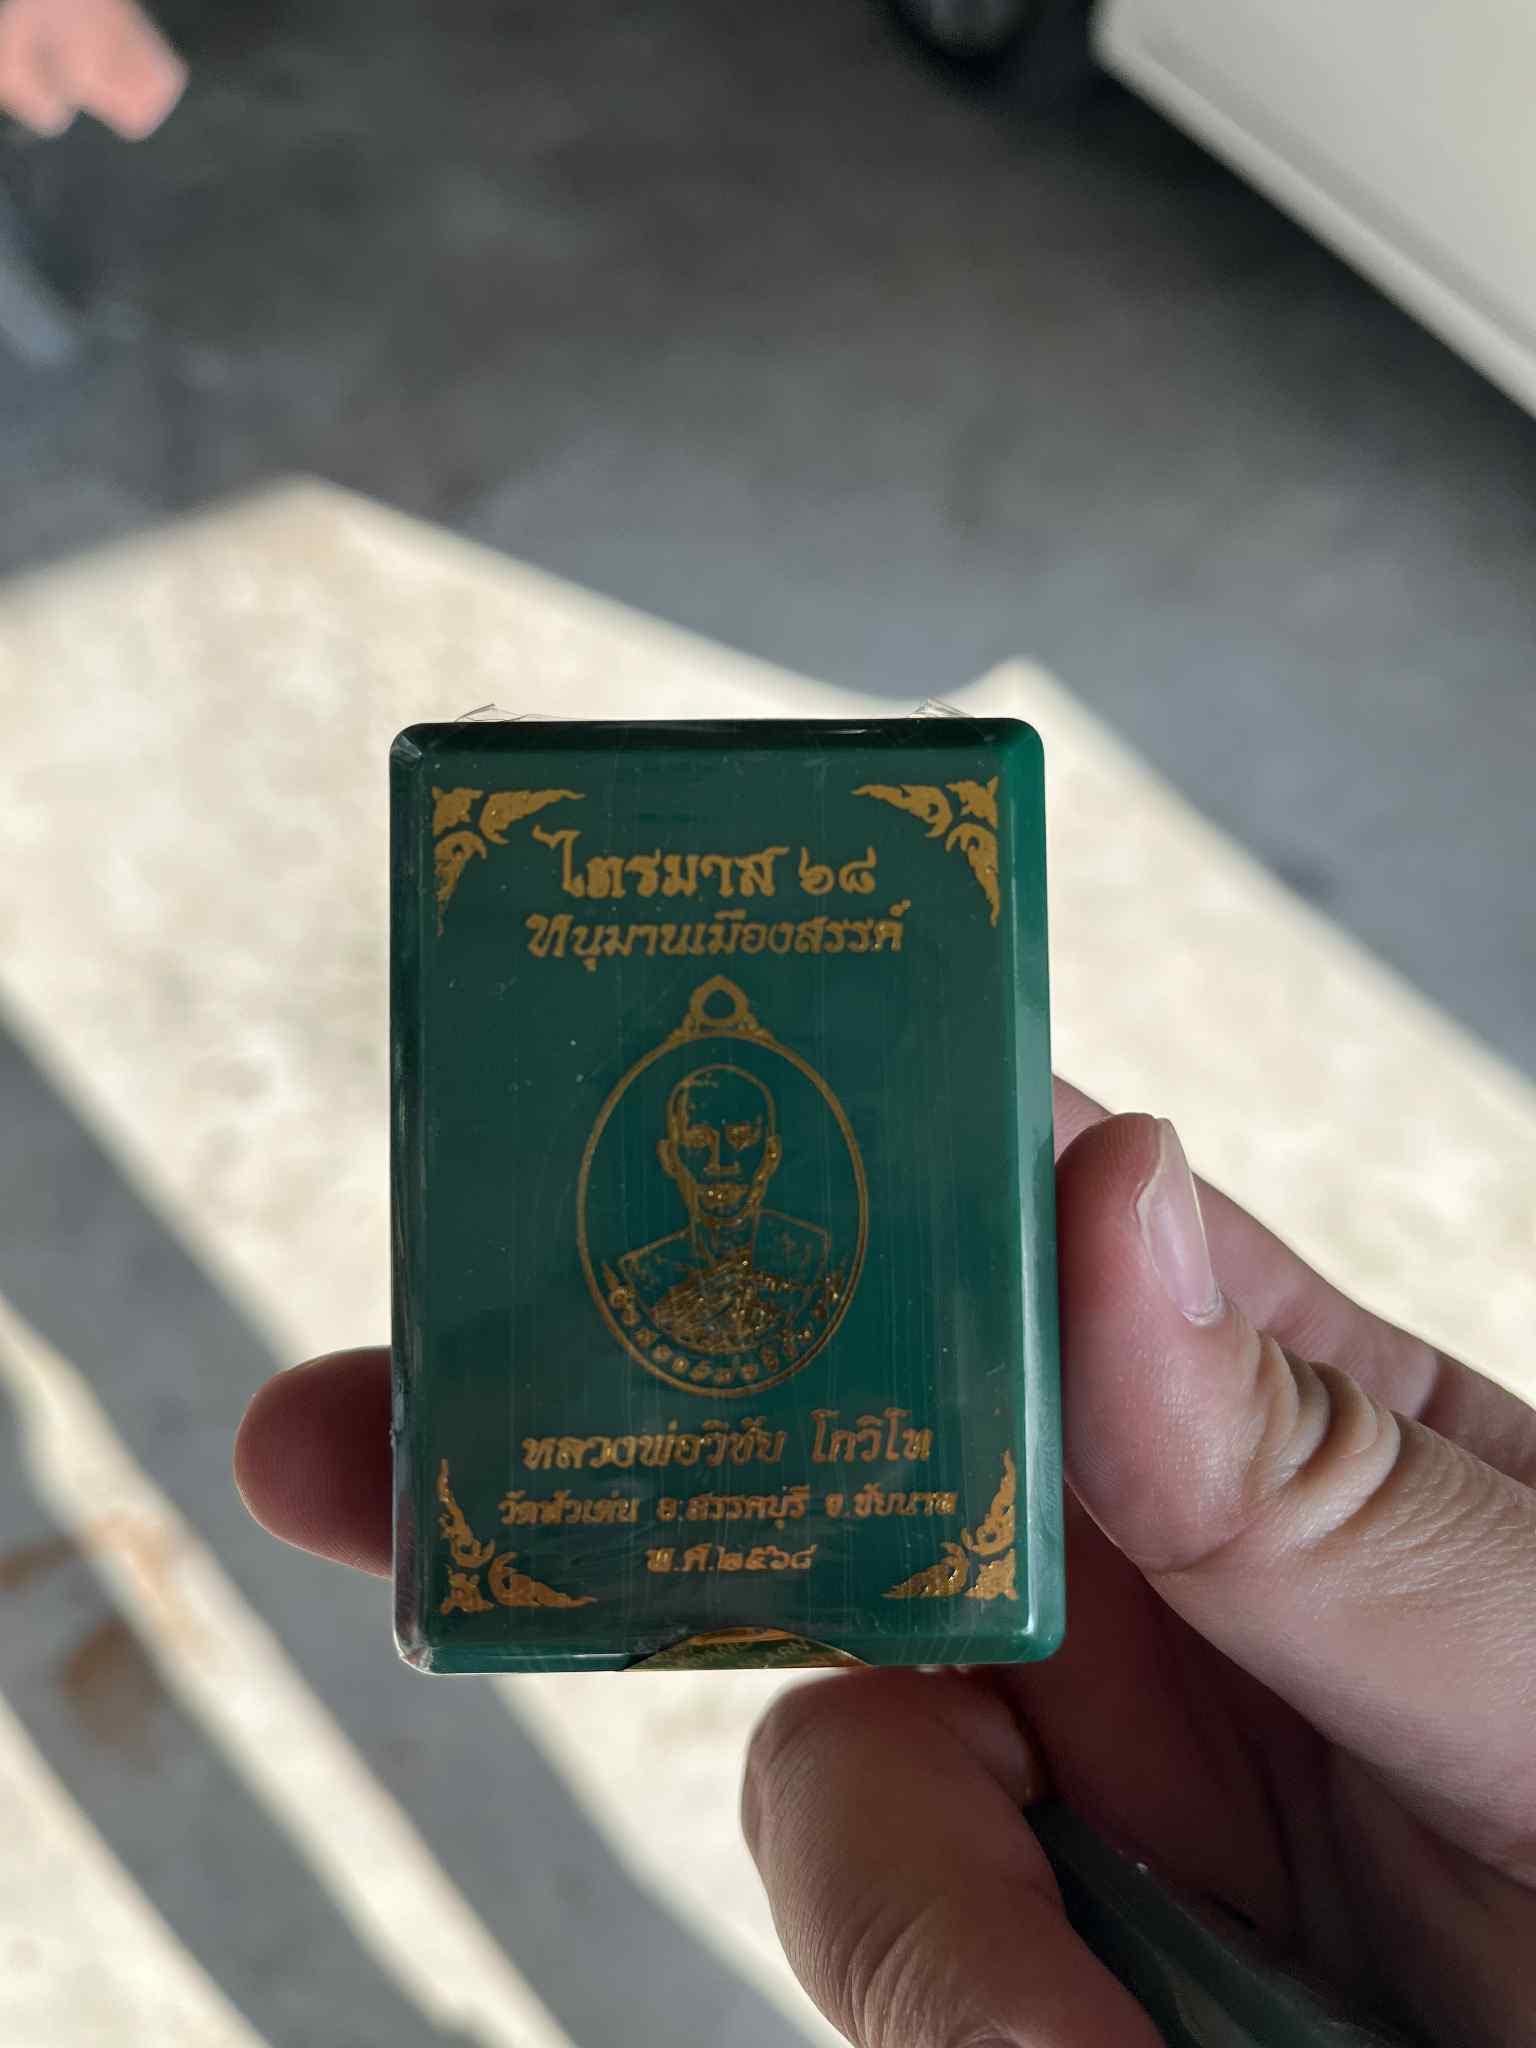 ไตรมาส ๖๘
หนุมานเมืองสรรค์
หลวงพ่อวิชัย โกวิโท
วัดหัวเด่น อ.สรรคบุรี จ.ชัยนาท
พ.ศ.๒๕๖๘